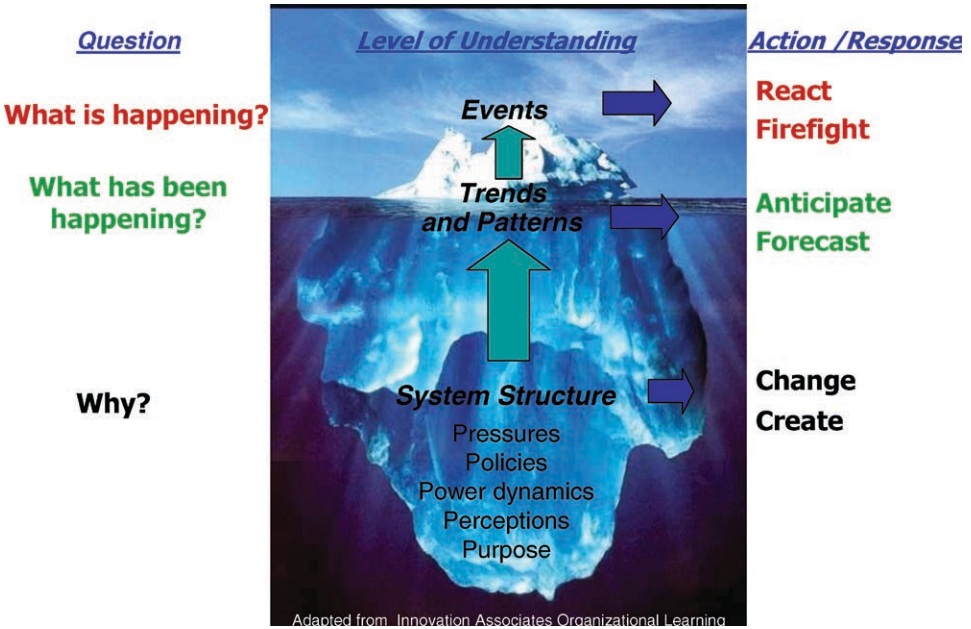 Question
Level of Understanding
Action /Response
What is happening?
Events
React
Firefight
What has been
happening?
Trends
and Patterns
Anticipate
Forecast
Why?
System Structure
Change
Create
Pressures
Policies
Power dynamics
Perceptions
Purpose
Adapted from Innovation Associates Organizational Learning